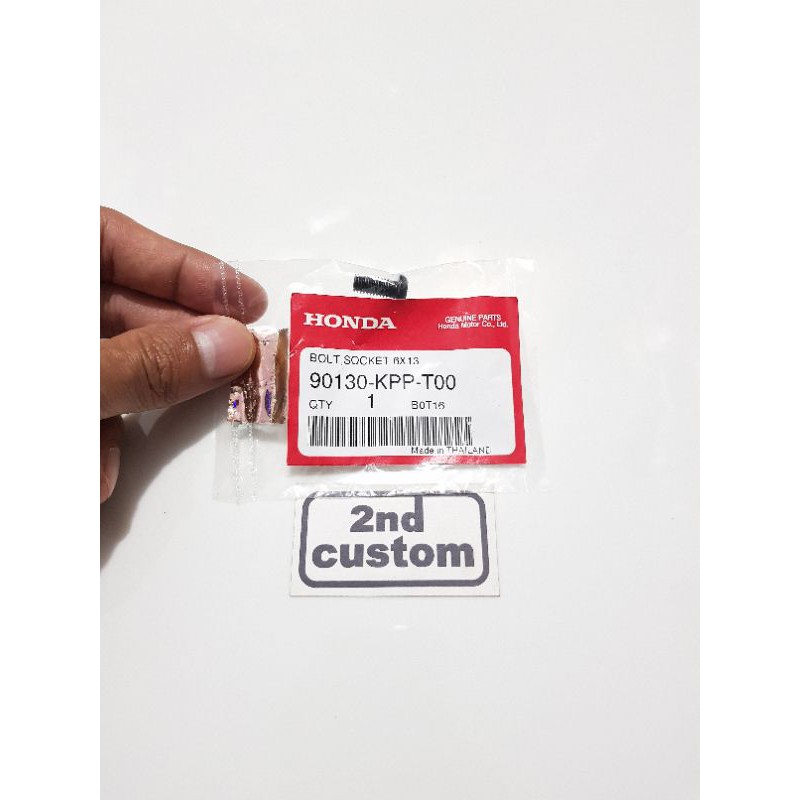 HONDA
GENUINE PARTS
Honda Motor Co., Ltd.
BOLT,SOCKET 6X13
90130-KPP-T00
QTY 1 B0T16
Made in THAILAND
2nd
custom